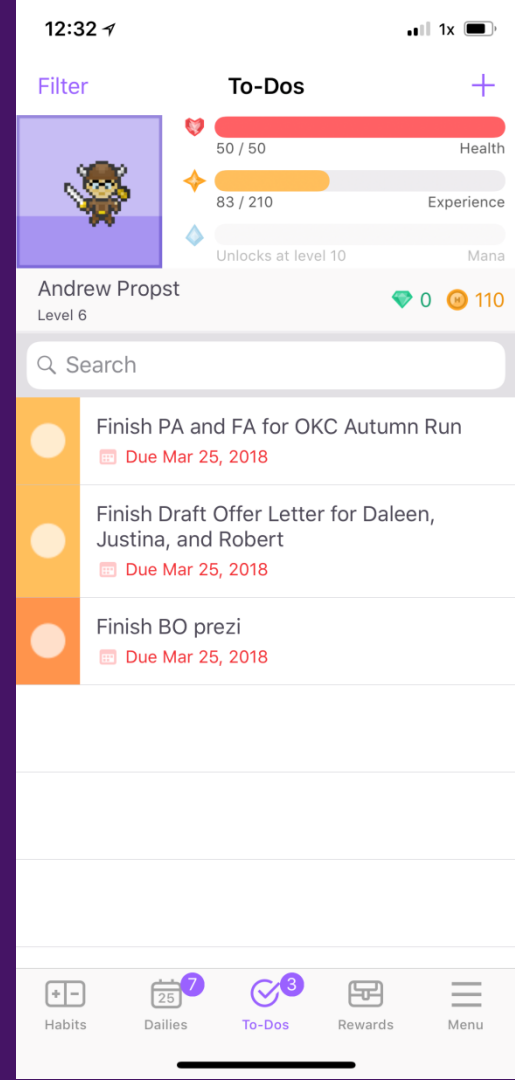 12:32
1x
Filter
To-Dos
50 / 50 Health
83 / 210 Experience
Unlocks at level 10 Mana
Andrew Propst
Level 6
0 110
Search
Finish PA and FA for OKC Autumn Run
Due Mar 25, 2018
Finish Draft Offer Letter for Daleen,
Justina, and Robert
Due Mar 25, 2018
Finish BO prezi
Due Mar 25, 2018
25 7 3
Habits Dailies To-Dos Rewards Menu